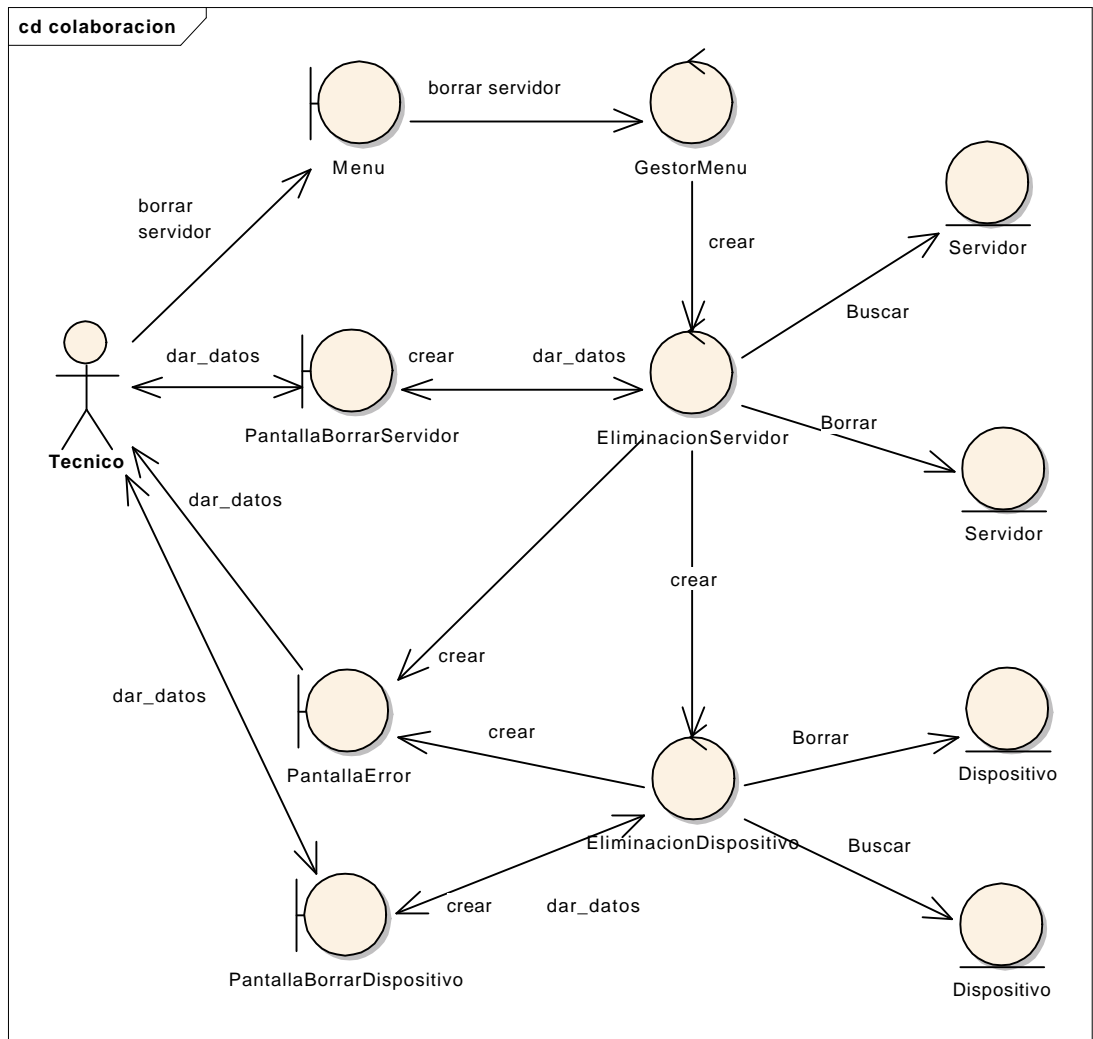 cd colaboracion
borrar servidor
Menu
GestorMenu
borrar
servidor
crear
Servidor
Buscar
dar_datos
crear
dar_datos
PantallaBorrarServidor
EliminacionServidor
Borrar
Tecnico
dar_datos
Servidor
crear
crear
dar_datos
crear
Borrar
PantallaError
Dispositivo
EliminacionDispositivo
Buscar
crear
dar_datos
PantallaBorrarDispositivo
Dispositivo